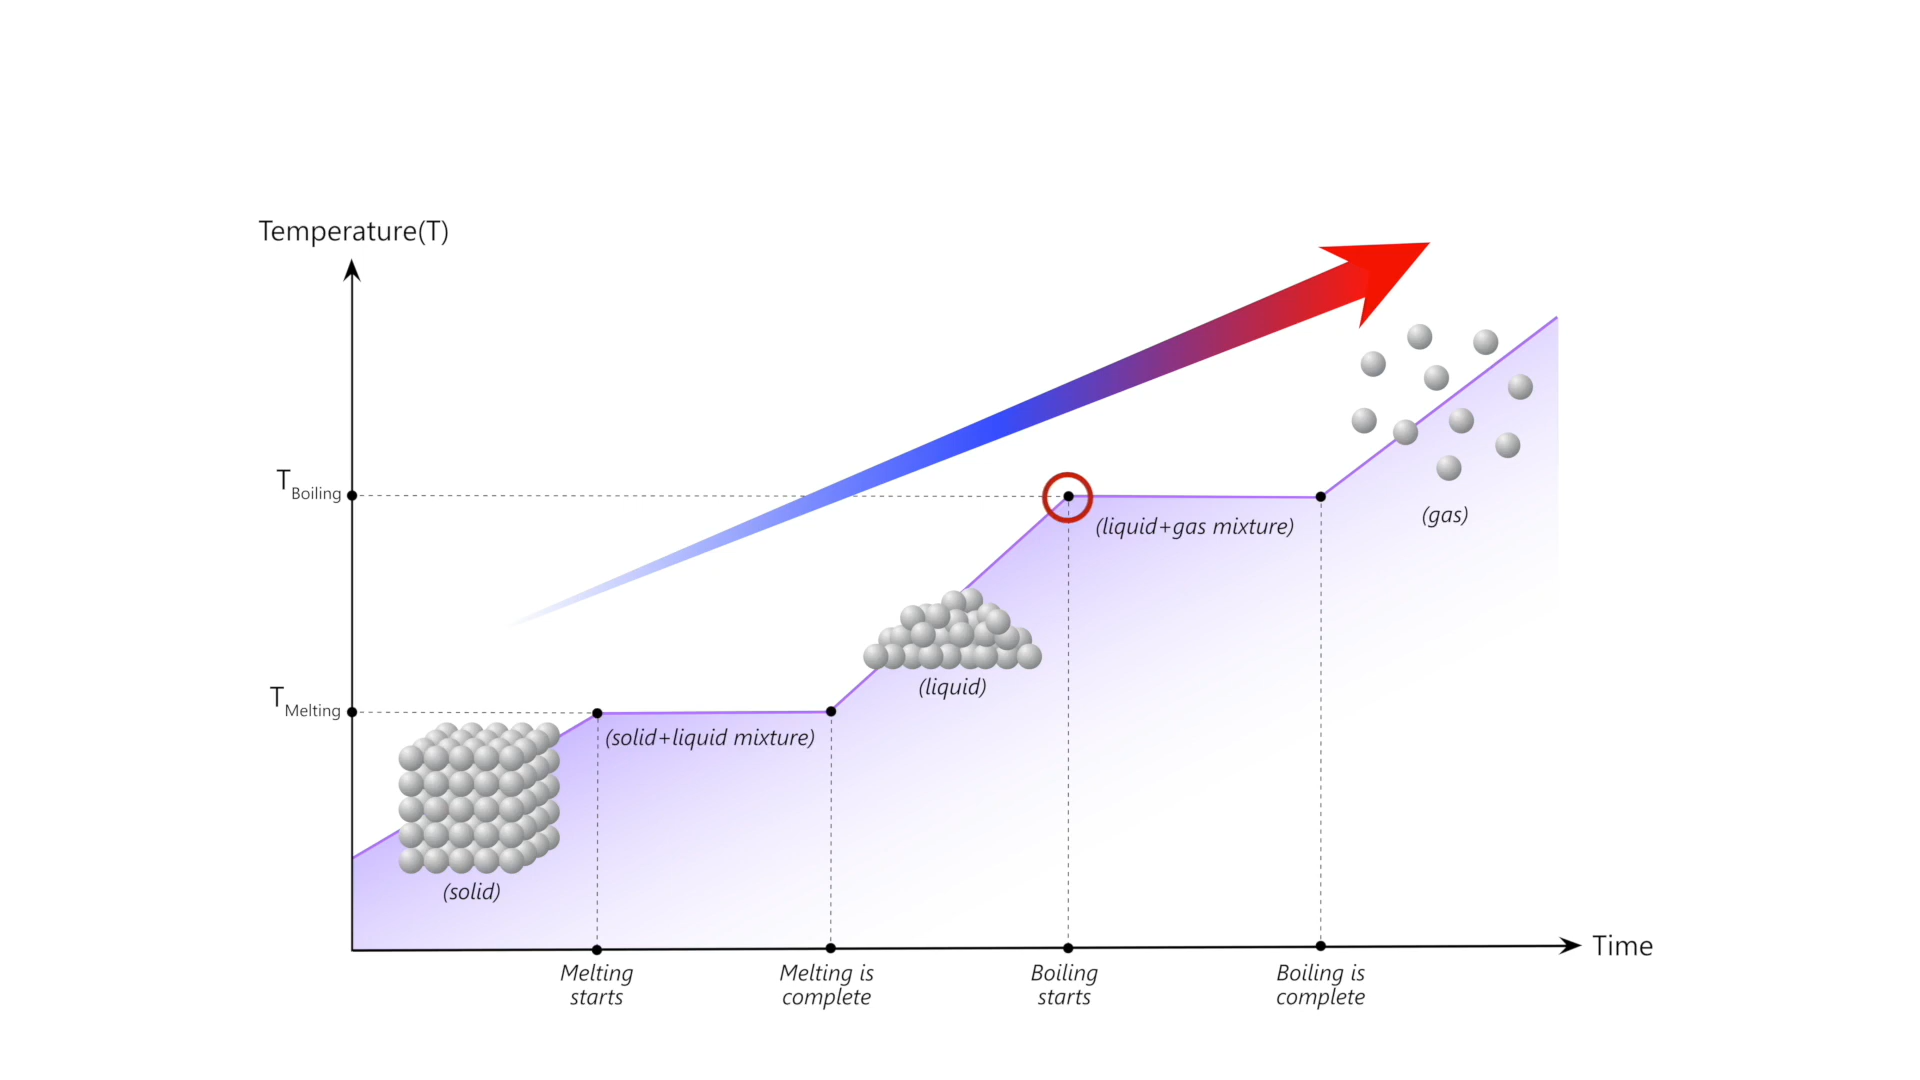 Temperature(T)
T Boiling
(liquid+gas mixture)
(gas)
T Melting
(liquid)
(solid+liquid mixture)
(solid)
Time
Melting
starts
Melting is
complete
Boiling
starts
Boiling is
complete